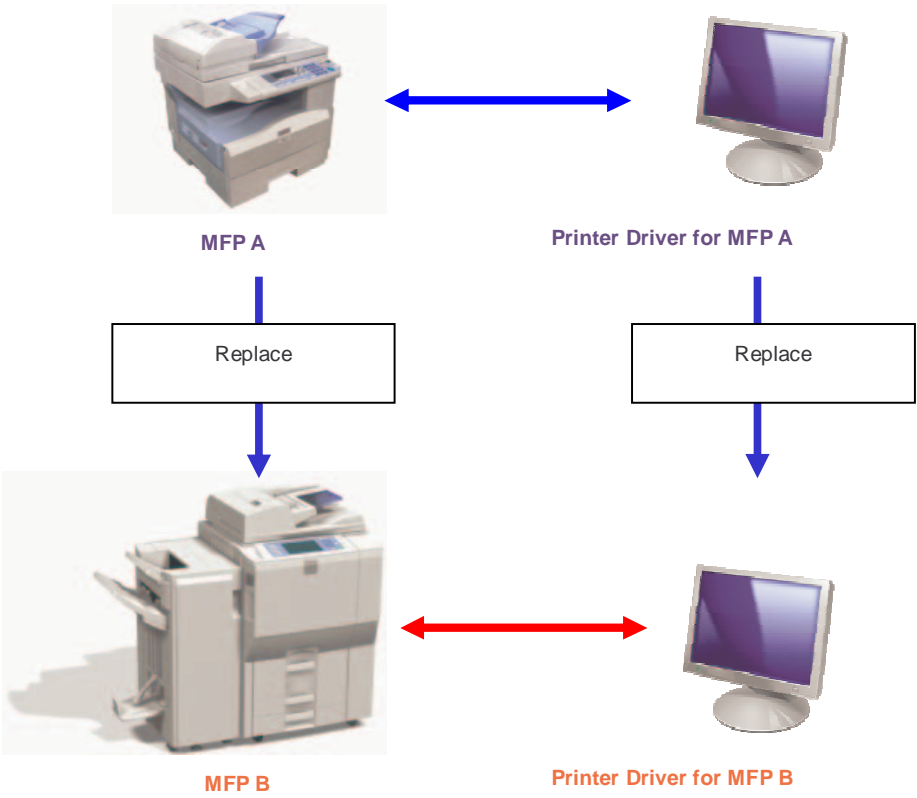 MFP A
Printer Driver for MFP A
Replace
Replace
MFP B
Printer Driver for MFP B